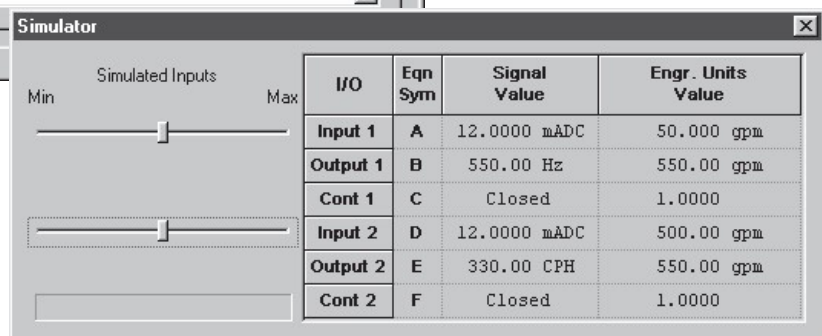 Simulator
Simulated Inputs
Min Max
I/O Eqn Sym Signal Value Engr. Units Value
Input 1 A 12.0000 mADC 50.000 gpm
Output 1 B 550.00 Hz 550.00 gpm
Cont 1 C Closed 1.0000
Input 2 D 12.0000 mADC 500.00 gpm
Output 2 E 330.00 CPH 550.00 gpm
Cont 2 F Closed 1.0000